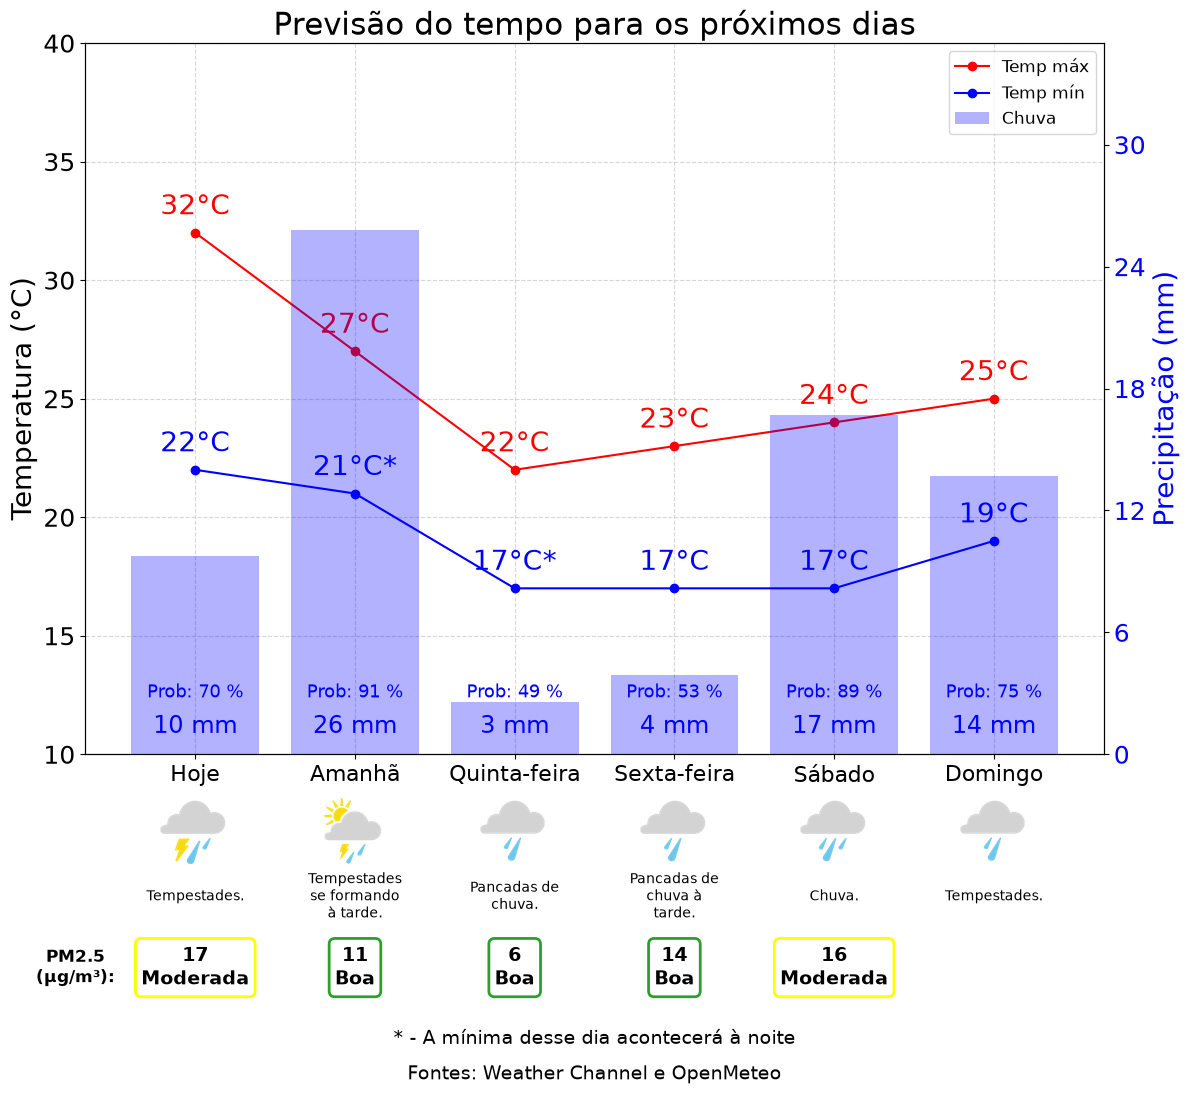 Previsão do tempo para os próximos dias
Temp máx
Temp mín
Chuva
Temperatura (°C)
40
35
30
25
20
15
10
Precipitação (mm)
30
24
18
12
6
0
32°C
27°C
22°C
23°C
24°C
25°C
22°C
21°C*
17°C*
17°C
17°C
19°C
Prob: 70 %
Prob: 91 %
Prob: 49 %
Prob: 53 %
Prob: 89 %
Prob: 75 %
10 mm
26 mm
3 mm
4 mm
17 mm
14 mm
Hoje
Amanhã
Quinta-feira
Sexta-feira
Sábado
Domingo
Tempestades.
Tempestades
se formando
à tarde.
Pancadas de
chuva.
Pancadas de
chuva à
tarde.
Chuva.
Tempestades.
PM2.5
(µg/m³):
17
Moderada
11
Boa
6
Boa
14
Boa
16
Moderada
* - A mínima desse dia acontecerá à noite
Fontes: Weather Channel e OpenMeteo